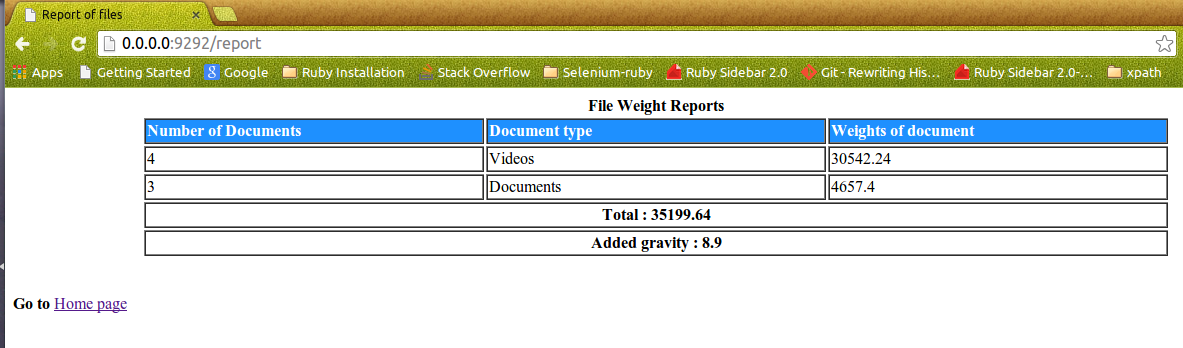 Report of files
0.0.0.0:9292/report
Apps Getting Started Google Ruby Installation Stack Overflow Selenium-ruby Ruby Sidebar 2.0 Git - Rewriting His... Ruby Sidebar 2.0-... xpath
File Weight Reports
Number of Documents Document type Weights of document
4 Videos 30542.24
3 Documents 4657.4
Total : 35199.64
Added gravity : 8.9
Go to Home page